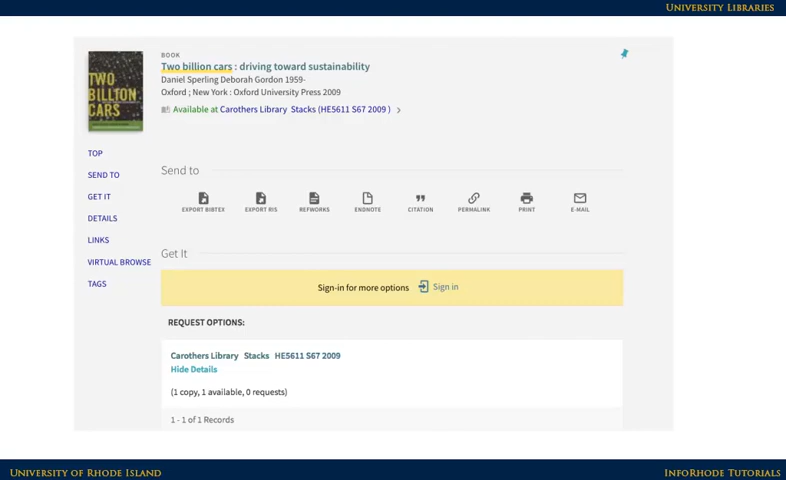 UNIVERSITY LIBRARIES
BOOK
Two billion cars : driving toward sustainability
Daniel Sperling Deborah Gordon 1959-
Oxford ; New York : Oxford University Press 2009
Available at Carothers Library Stacks (HE5611 S67 2009 )
TWO
BILLION
CARS
TOP
SEND TO
GET IT
DETAILS
LINKS
VIRTUAL BROWSE
TAGS
Send to
EXPORT BIBTEX EXPORT RIS REFWORKS ENDNOTE CITATION PERMALINK PRINT E-MAIL
Get It
Sign-in for more options Sign in
REQUEST OPTIONS:
Carothers Library Stacks HE5611 S67 2009
Hide Details
(1 copy, 1 available, 0 requests)
1 - 1 of 1 Records
UNIVERSITY OF RHODE ISLAND
INFORHODE TUTORIALS